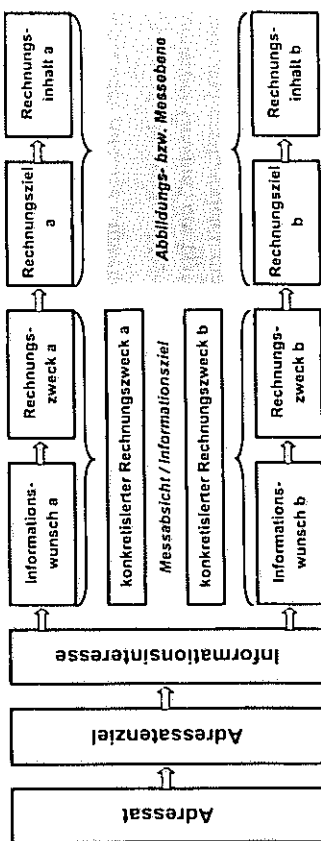 Adressat
Adressatenziel
Informationsinteresse
Informations-
wunsch a
Rechnungs-
zweck a
Rechnungsziel
a
Rechnungs-
inhalt a
konkretisierter Rechnungszweck a
Messabsicht / Informationsziel
konkretisierter Rechnungszweck b
Abbildungs- bzw. Messebene
Informations-
wunsch b
Rechnungs-
zweck b
Rechnungsziel
b
Rechnungs-
inhalt b